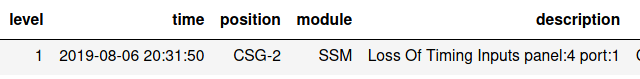 level time position module description
1 2019-08-06 20:31:50 CSG-2 SSM Loss Of Timing Inputs panel:4 port:1